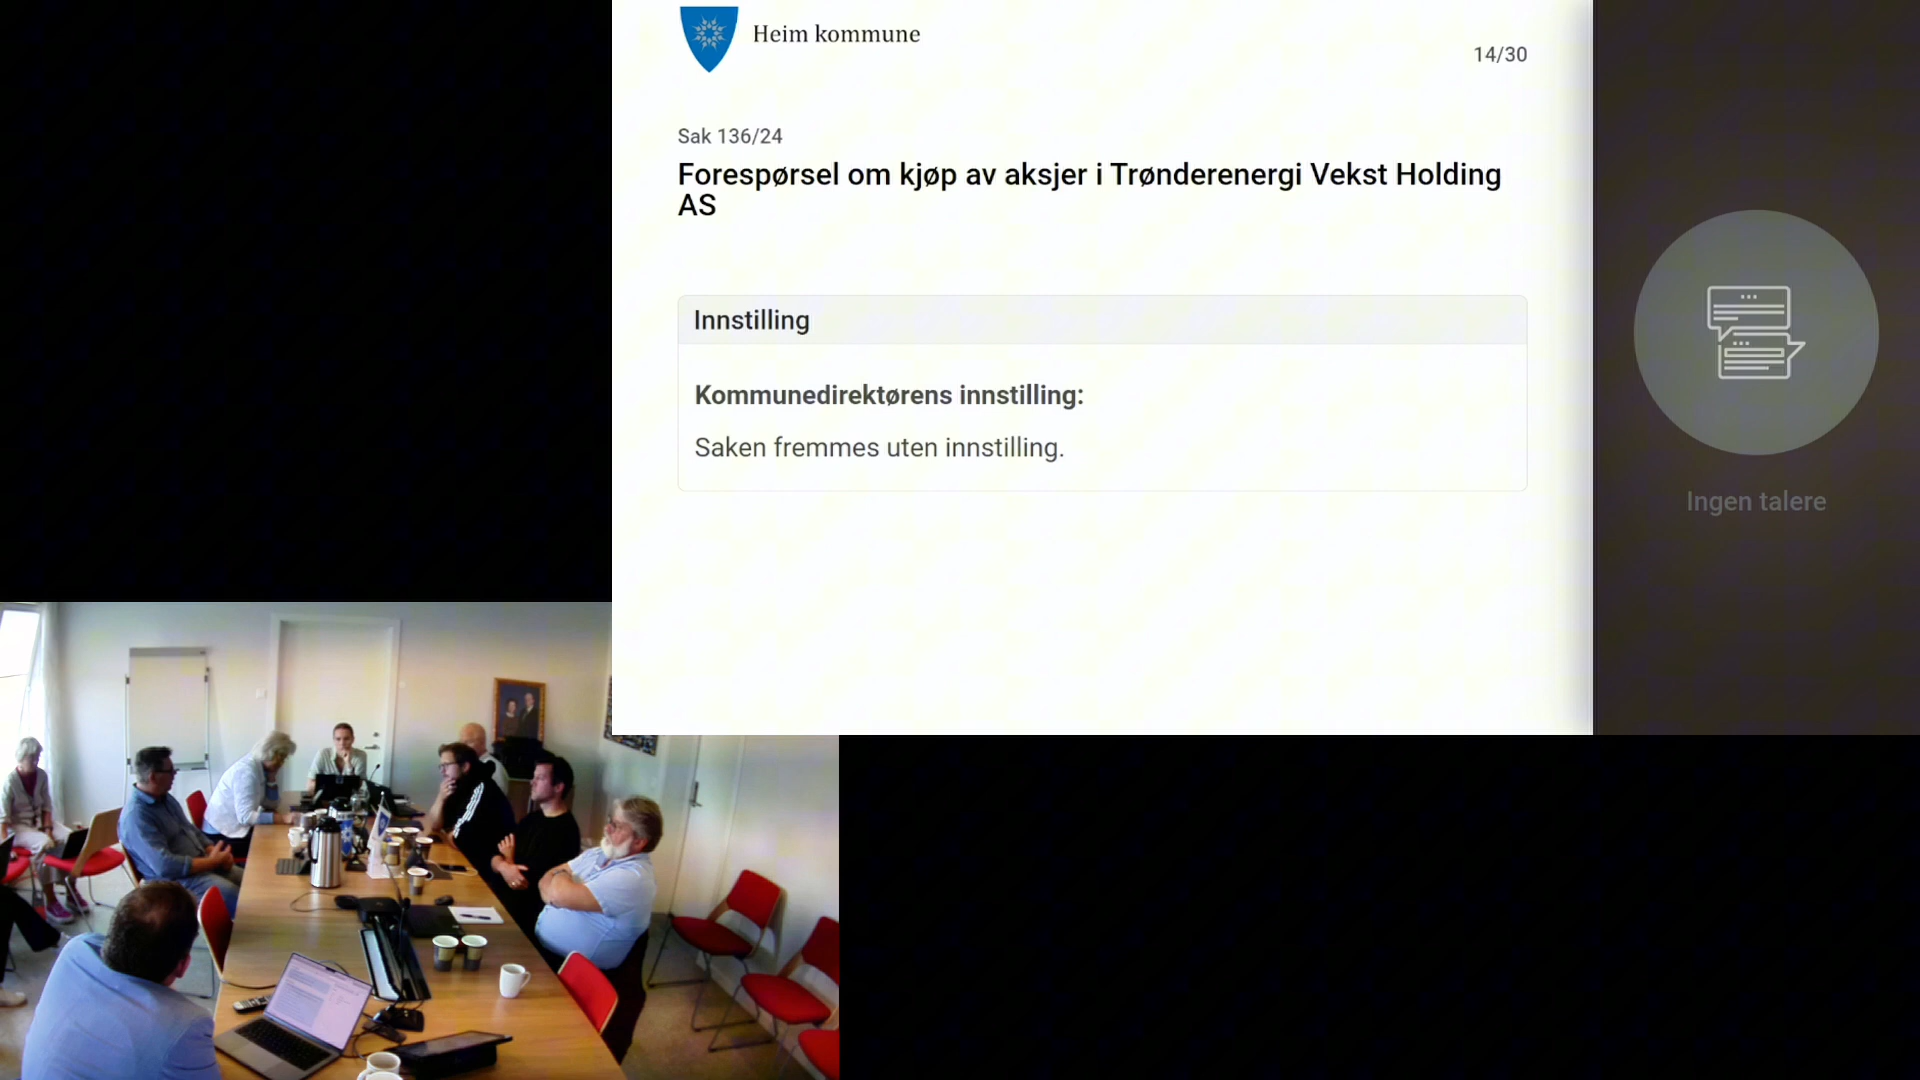 Heim kommune
14/30
Sak 136/24
Forespørsel om kjøp av aksjer i Trønderenergi Vekst Holding
AS
Innstilling
Kommunedirektørens innstilling:
Saken fremmes uten innstilling.
Ingen talere